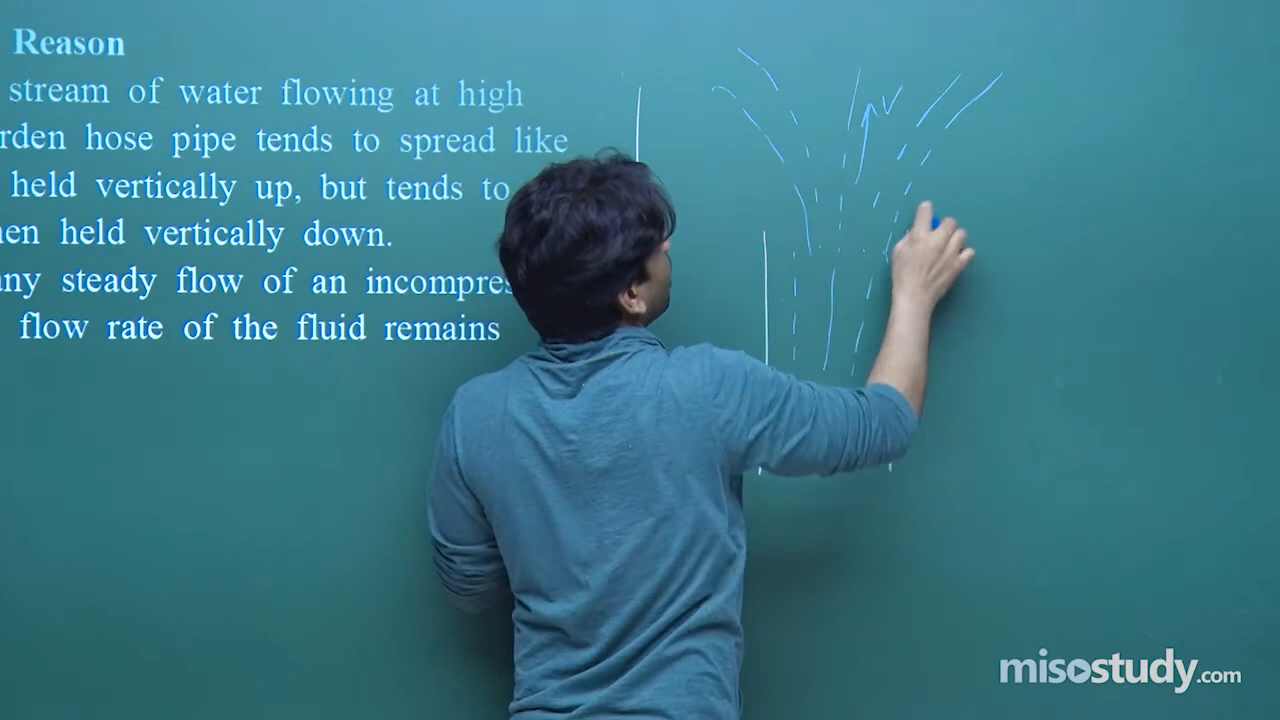 Reason
stream of water flowing at high
rden hose pipe tends to spread like
held vertically up, but tends to
en held vertically down.
ny steady flow of an incompres
flow rate of the fluid remains
v
misostudy.com